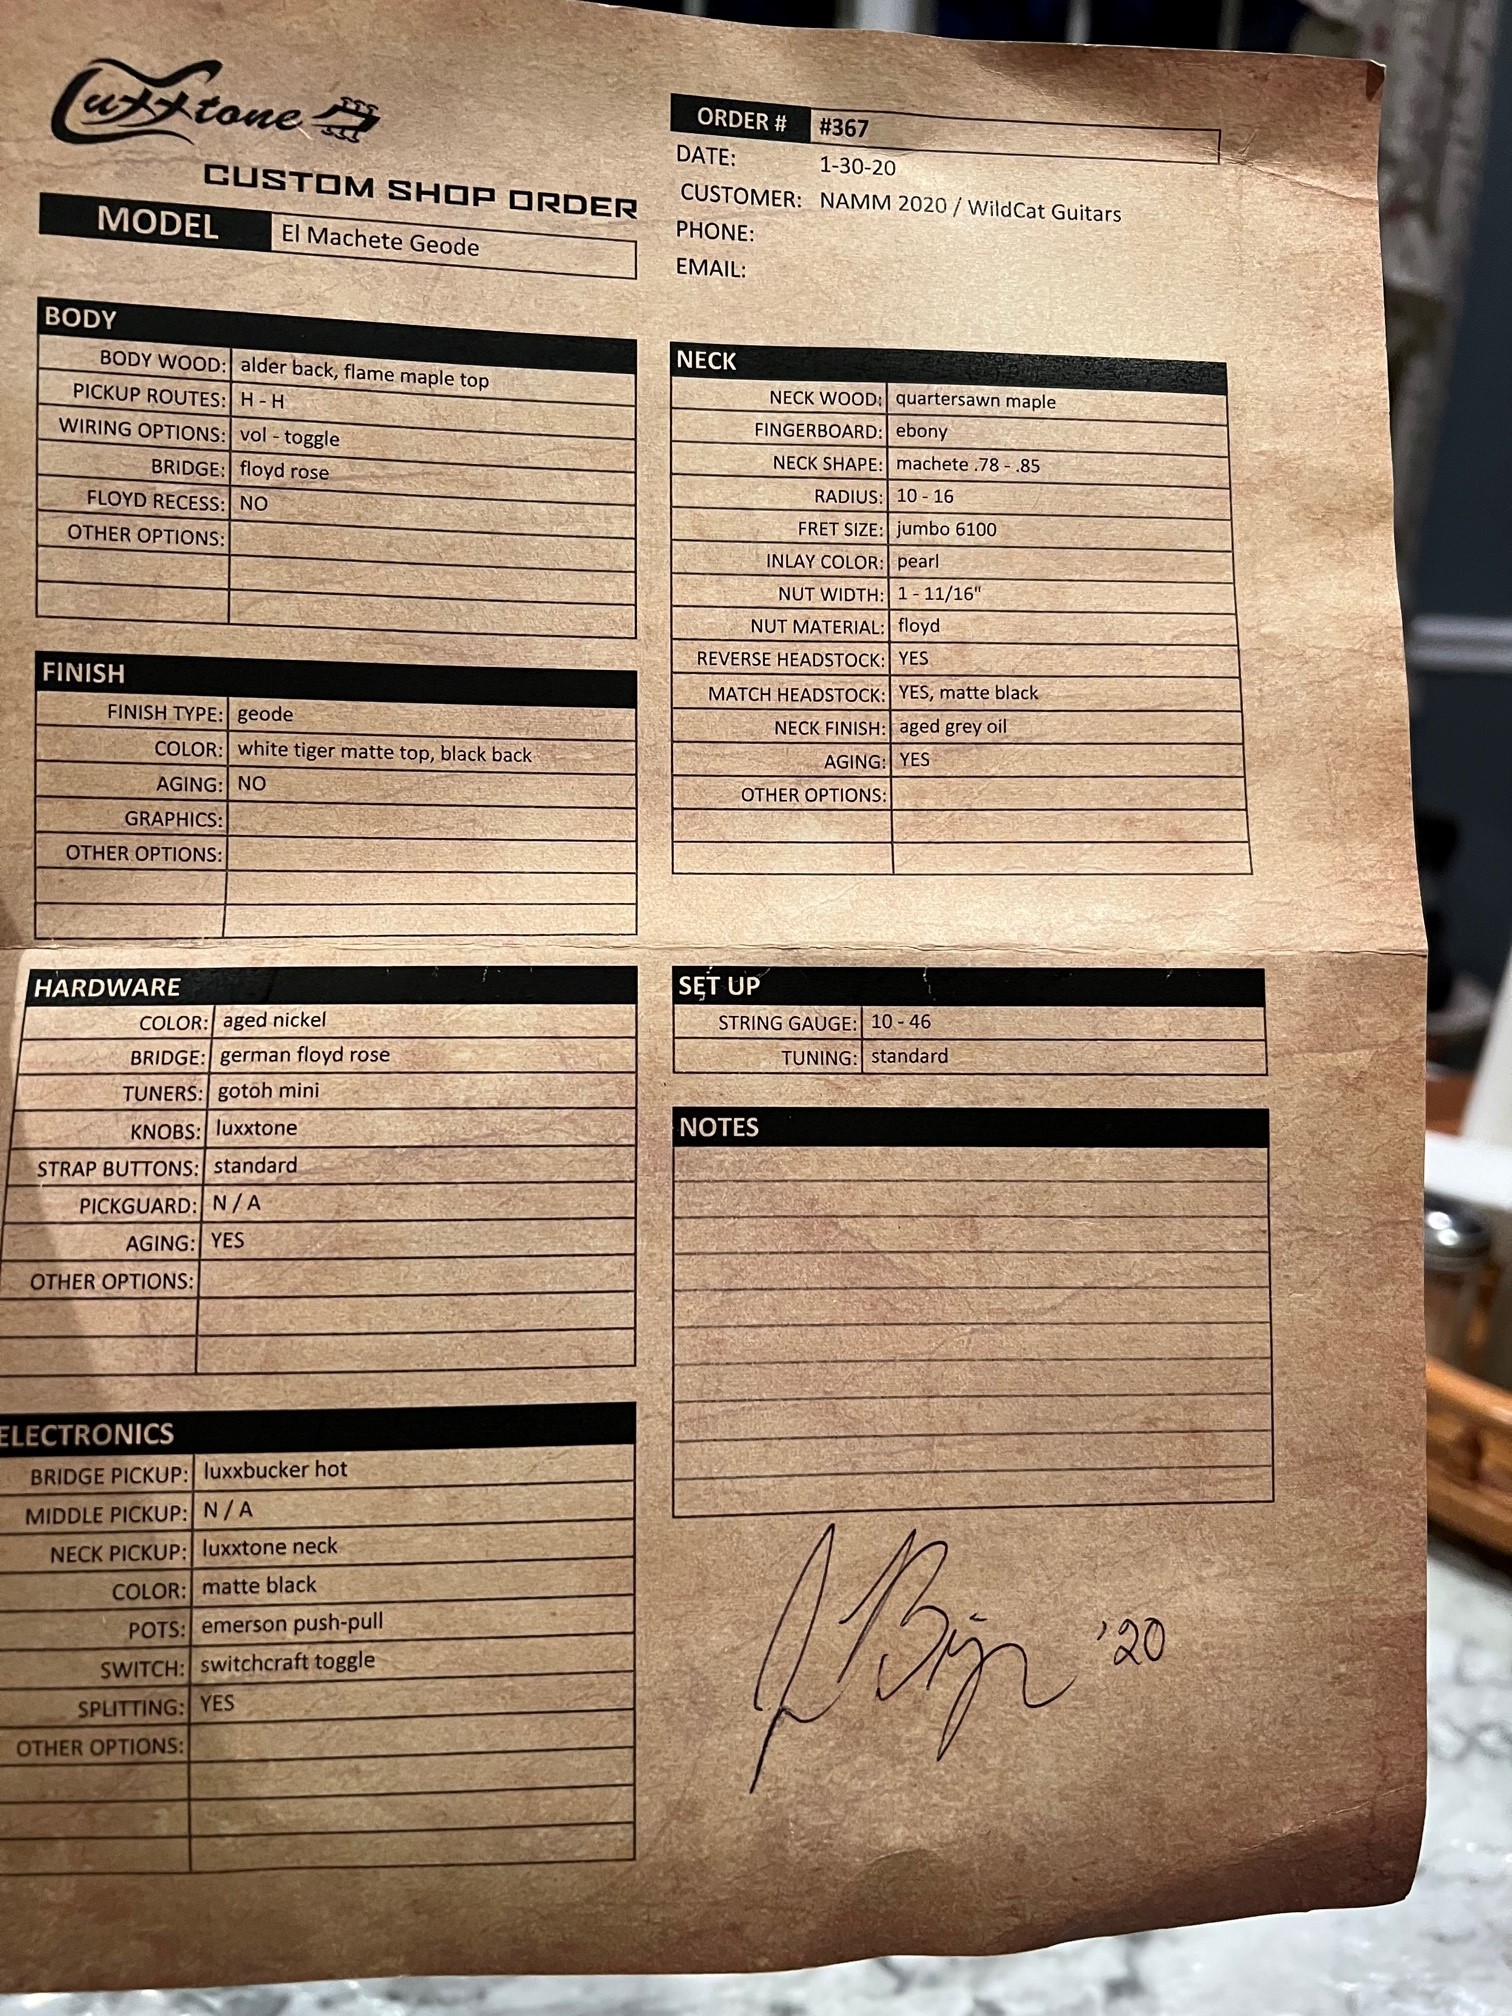 Luxxtone
CUSTOM SHOP ORDER
MODEL El Machete Geode
ORDER # #367
DATE: 1-30-20
CUSTOMER: NAMM 2020 / WildCat Guitars
PHONE:
EMAIL:
BODY
BODY WOOD: alder back, flame maple top
PICKUP ROUTES: H - H
WIRING OPTIONS: vol - toggle
BRIDGE: floyd rose
FLOYD RECESS: NO
OTHER OPTIONS:
FINISH
FINISH TYPE: geode
COLOR: white tiger matte top, black back
AGING: NO
GRAPHICS:
OTHER OPTIONS:
NECK
NECK WOOD: quartersawn maple
FINGERBOARD: ebony
NECK SHAPE: machete .78 - .85
RADIUS: 10 - 16
FRET SIZE: jumbo 6100
INLAY COLOR: pearl
NUT WIDTH: 1 - 11/16"
NUT MATERIAL: floyd
REVERSE HEADSTOCK: YES
MATCH HEADSTOCK: YES, matte black
NECK FINISH: aged grey oil
AGING: YES
OTHER OPTIONS:
HARDWARE
COLOR: aged nickel
BRIDGE: german floyd rose
TUNERS: gotoh mini
KNOBS: luxxtone
STRAP BUTTONS: standard
PICKGUARD: N / A
AGING: YES
OTHER OPTIONS:
ELECTRONICS
BRIDGE PICKUP: luxxbucker hot
MIDDLE PICKUP: N / A
NECK PICKUP: luxxtone neck
COLOR: matte black
POTS: emerson push-pull
SWITCH: switchcraft toggle
SPLITTING: YES
OTHER OPTIONS:
SET UP
STRING GAUGE: 10 - 46
TUNING: standard
NOTES
'20